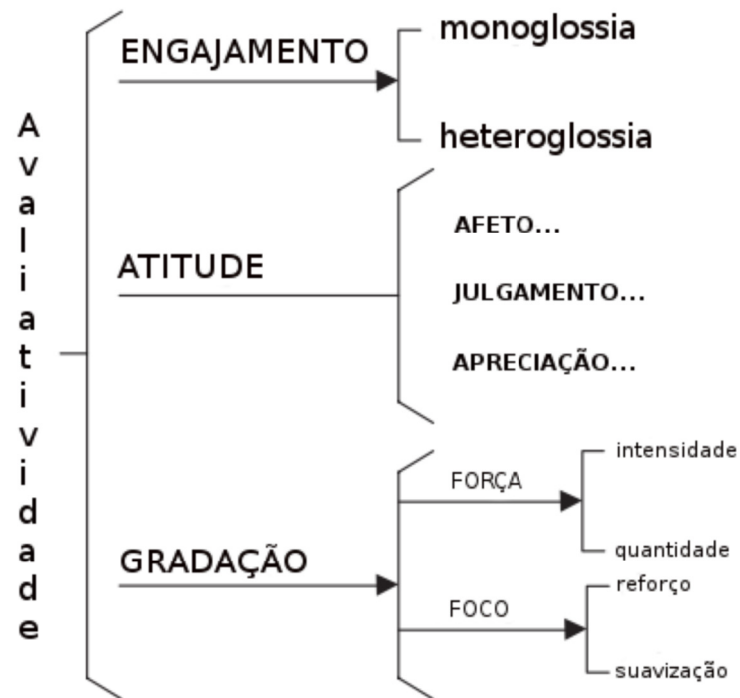 Avaliatividade
ENGAJAMENTO
monoglossia
heteroglossia
ATITUDE
AFETO...
JULGAMENTO...
APRECIAÇÃO...
GRADAÇÃO
FORÇA
intensidade
quantidade
FOCO
reforço
suavização